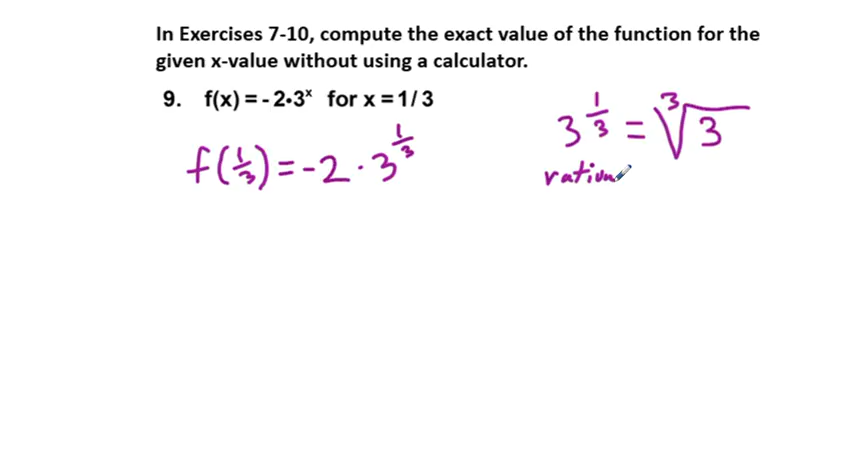 In Exercises 7-10, compute the exact value of the function for the
given x-value without using a calculator.
9. f(x) = - 2•3ˣ for x = 1/3
f(1/3) = -2 · 3^(1/3)
3^(1/3) = ∛3
ration